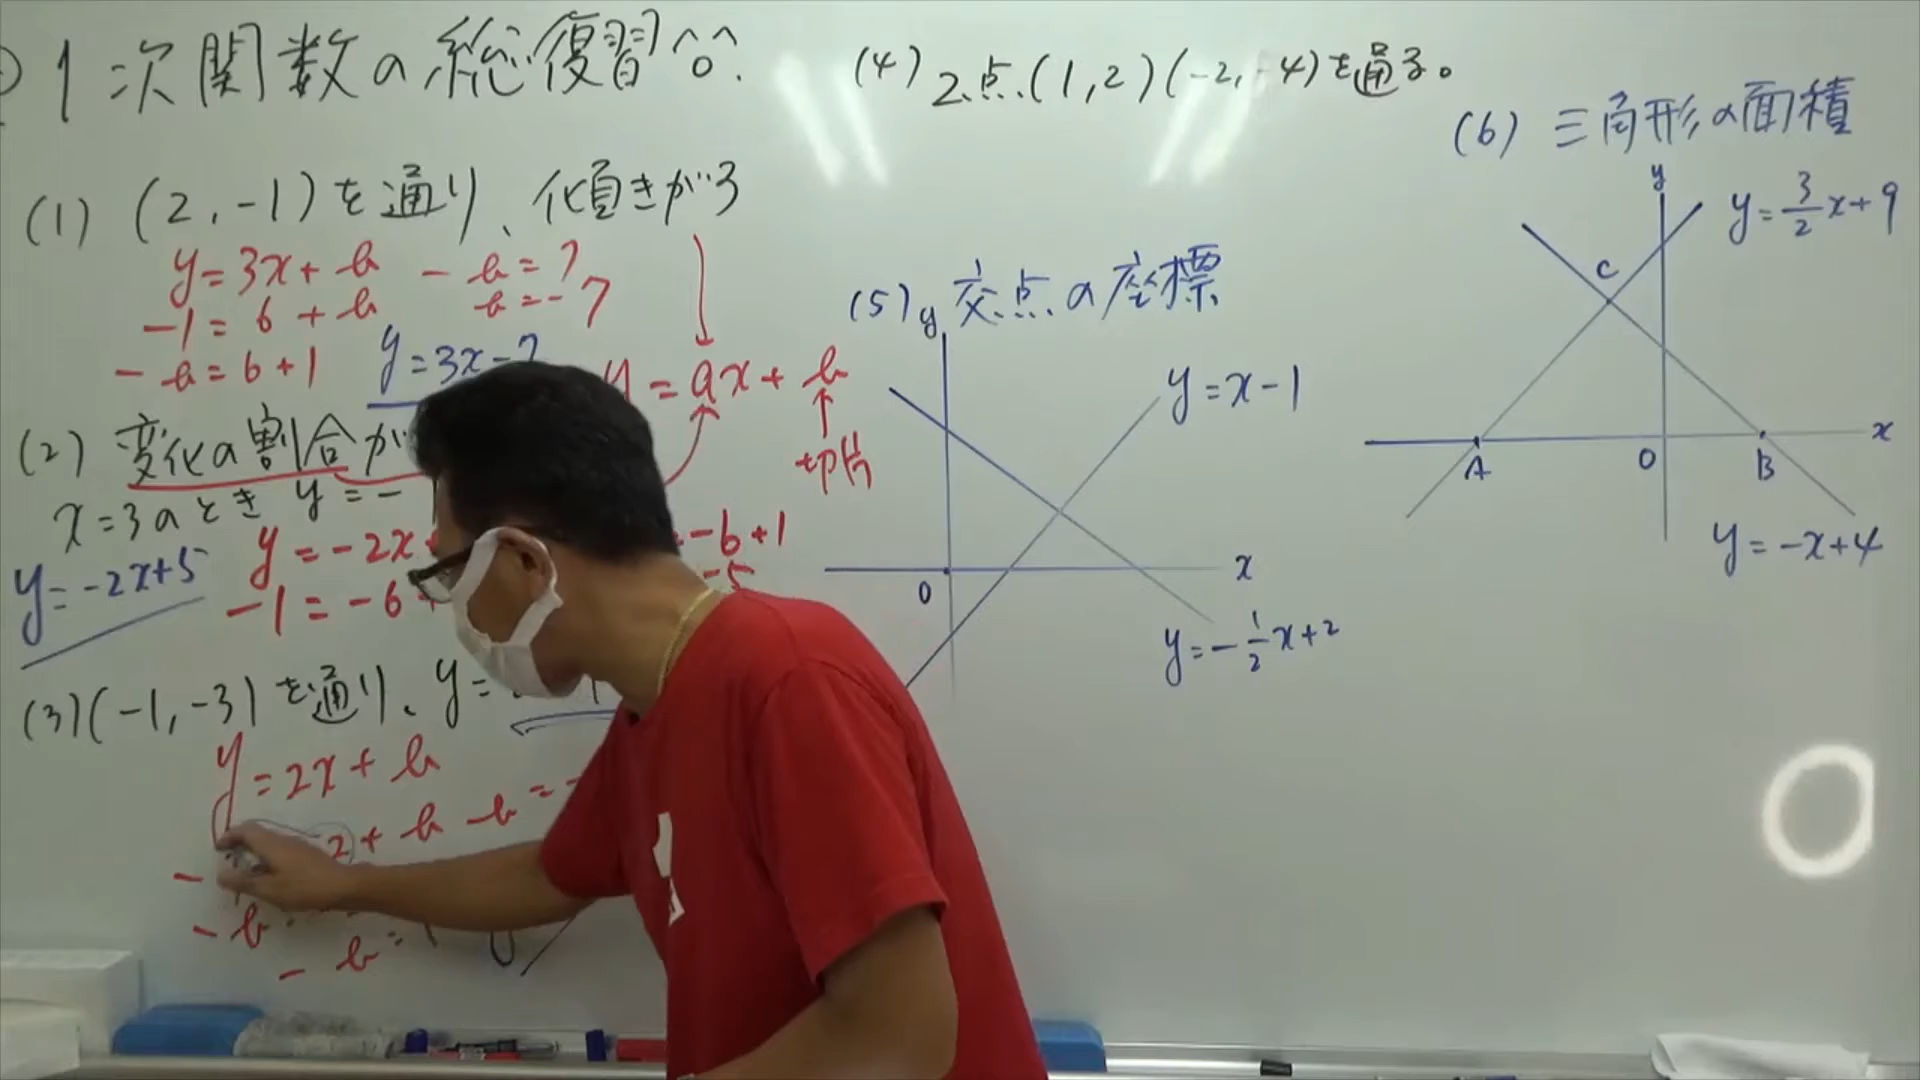 1次関数の総復習^o^.
(1) (2,-1)を通り、傾きが3
y=3x+b
-1=6+b
-b=6+1
-b=7
b=-7
y=3x-7
y=ax+b
切片
(2) 変化の割合が
x=3のとき y=-
y=-2x
-1=-6
=-6+1
-5
y=-2x+5
(3)(-1,-3)を通り、y=
y=2x+b
2+b
-b=
-b
-b=
(4) 2点(1,2)(-2,-4)を通る。
(5) 交点の座標
y
y=x-1
x
0
y=-1/2x+2
(6) 三角形の面積
y
y=3/2x+9
C
A
O
B
x
y=-x+4